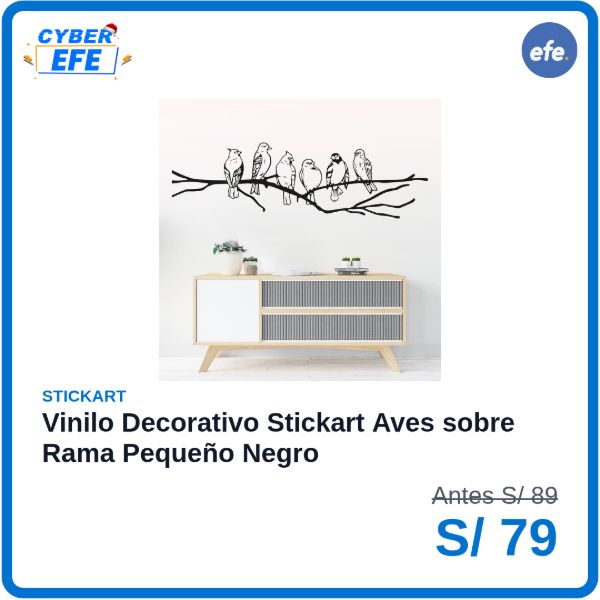 CYBER
EFE
efe.
STICKART
Vinilo Decorativo Stickart Aves sobre
Rama Pequeño Negro
Antes S/ 89
S/ 79